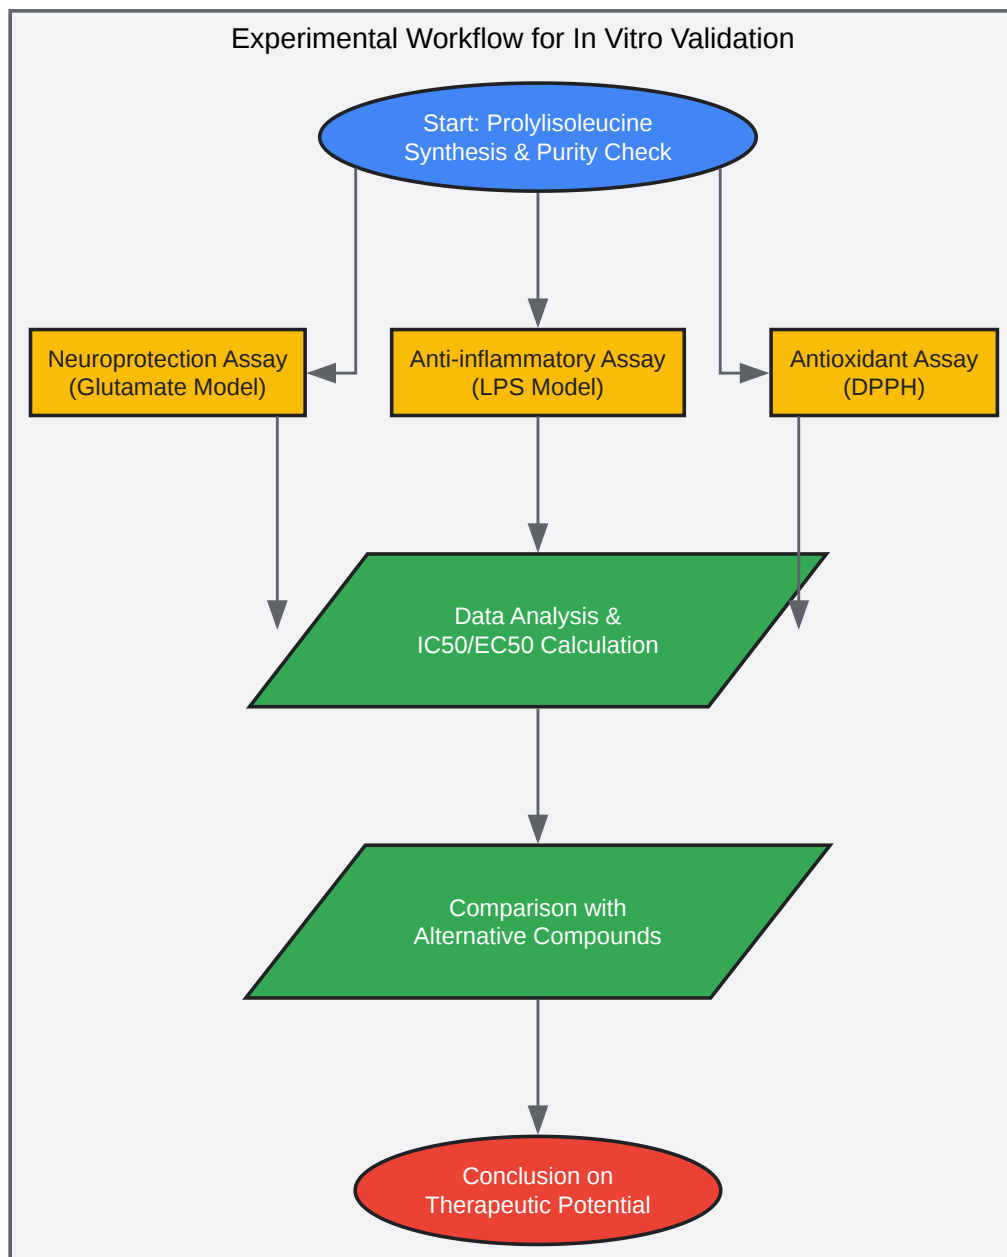 Experimental Workflow for In Vitro Validation
Start: Prolylisoleucine
Synthesis & Purity Check
Neuroprotection Assay
(Glutamate Model)
Anti-inflammatory Assay
(LPS Model)
Antioxidant Assay
(DPPH)
Data Analysis &
IC50/EC50 Calculation
Comparison with
Alternative Compounds
Conclusion on
Therapeutic Potential